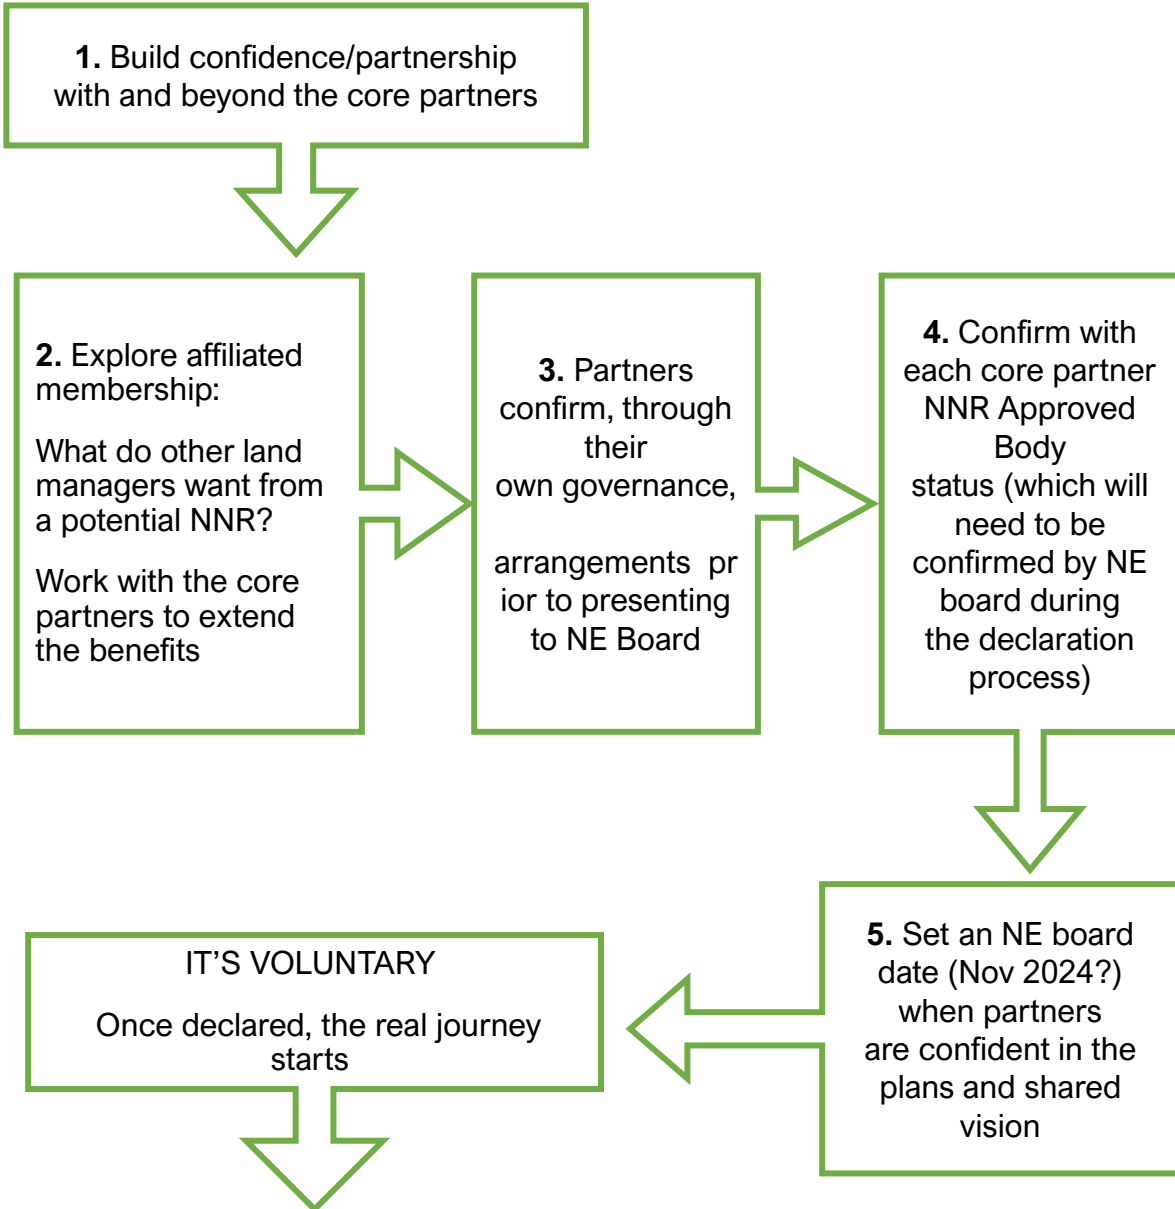 1. Build confidence/partnership
with and beyond the core partners
2. Explore affiliated
membership:
What do other land
managers want from
a potential NNR?
Work with the core
partners to extend
the benefits
3. Partners
confirm, through
their
own governance,
arrangements  pr
ior to presenting
to NE Board
4. Confirm with
each core partner
NNR Approved
Body
status (which will
need to be
confirmed by NE
board during
the declaration
process)
5. Set an NE board
date (Nov 2024?)
when partners
are confident in the
plans and shared
vision
IT’S VOLUNTARY
Once declared, the real journey
starts